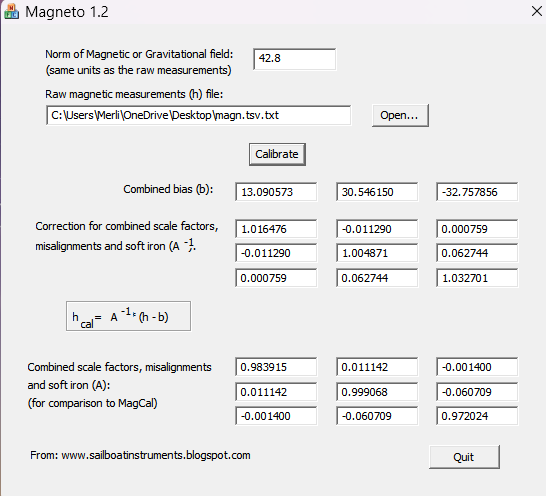 Magneto 1.2
Norm of Magnetic or Gravitational field: 42.8
(same units as the raw measurements)
Raw magnetic measurements (h) file:
C:\Users\Merli\OneDrive\Desktop\magn.tsv.txt Open...
Calibrate
Combined bias (b): 13.090573 30.546150 -32.757856
Correction for combined scale factors, 1.016476 -0.011290 0.000759
misalignments and soft iron (A -1): -0.011290 1.004871 0.062744
0.000759 0.062744 1.032701
h cal = A -1 * (h - b)
Combined scale factors, misalignments 0.983915 0.011142 -0.001400
and soft iron (A): 0.011142 0.999068 -0.060709
(for comparison to MagCal) -0.001400 -0.060709 0.972024
From: www.sailboatinstruments.blogspot.com Quit